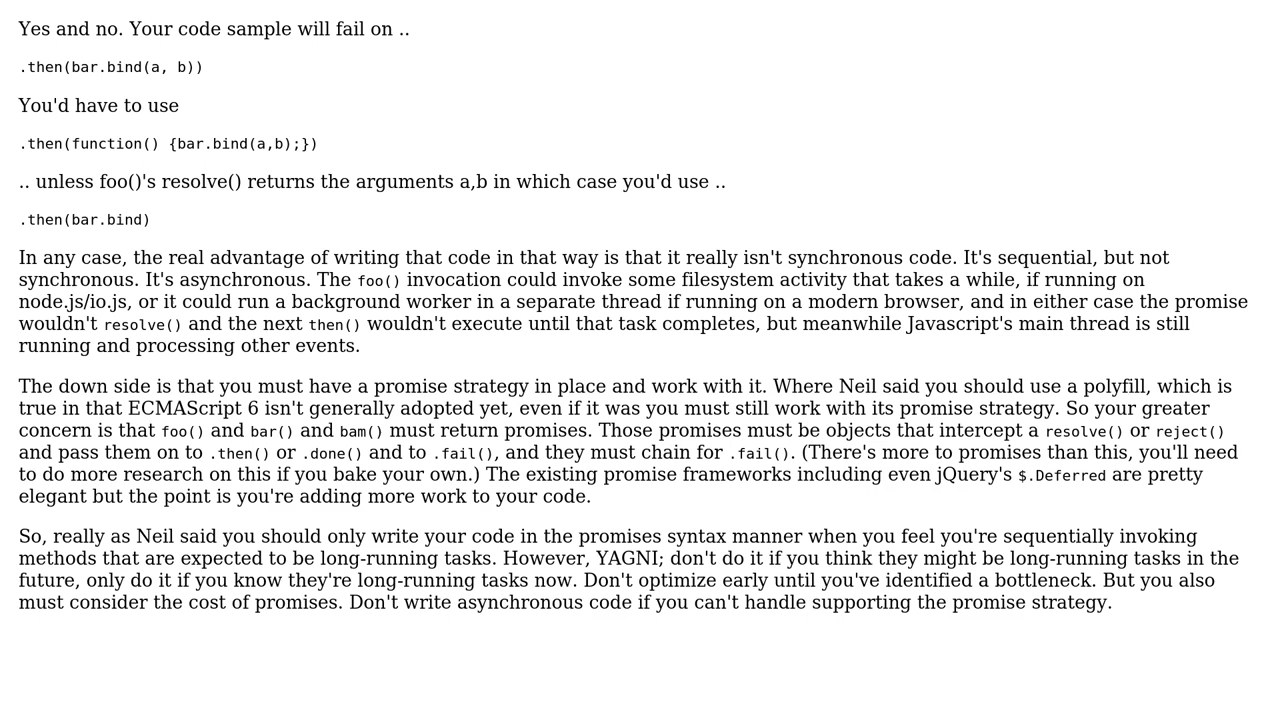 Yes and no. Your code sample will fail on ..
.then(bar.bind(a, b))
You'd have to use
.then(function() {bar.bind(a,b);})
.. unless foo()'s resolve() returns the arguments a,b in which case you'd use ..
.then(bar.bind)
In any case, the real advantage of writing that code in that way is that it really isn't synchronous code. It's sequential, but not
synchronous. It's asynchronous. The foo() invocation could invoke some filesystem activity that takes a while, if running on
node.js/io.js, or it could run a background worker in a separate thread if running on a modern browser, and in either case the promise
wouldn't resolve() and the next then() wouldn't execute until that task completes, but meanwhile Javascript's main thread is still
running and processing other events.
The down side is that you must have a promise strategy in place and work with it. Where Neil said you should use a polyfill, which is
true in that ECMAScript 6 isn't generally adopted yet, even if it was you must still work with its promise strategy. So your greater
concern is that foo() and bar() and bam() must return promises. Those promises must be objects that intercept a resolve() or reject()
and pass them on to .then() or .done() and to .fail(), and they must chain for .fail(). (There's more to promises than this, you'll need
to do more research on this if you bake your own.) The existing promise frameworks including even jQuery's $.Deferred are pretty
elegant but the point is you're adding more work to your code.
So, really as Neil said you should only write your code in the promises syntax manner when you feel you're sequentially invoking
methods that are expected to be long-running tasks. However, YAGNI; don't do it if you think they might be long-running tasks in the
future, only do it if you know they're long-running tasks now. Don't optimize early until you've identified a bottleneck. But you also
must consider the cost of promises. Don't write asynchronous code if you can't handle supporting the promise strategy.